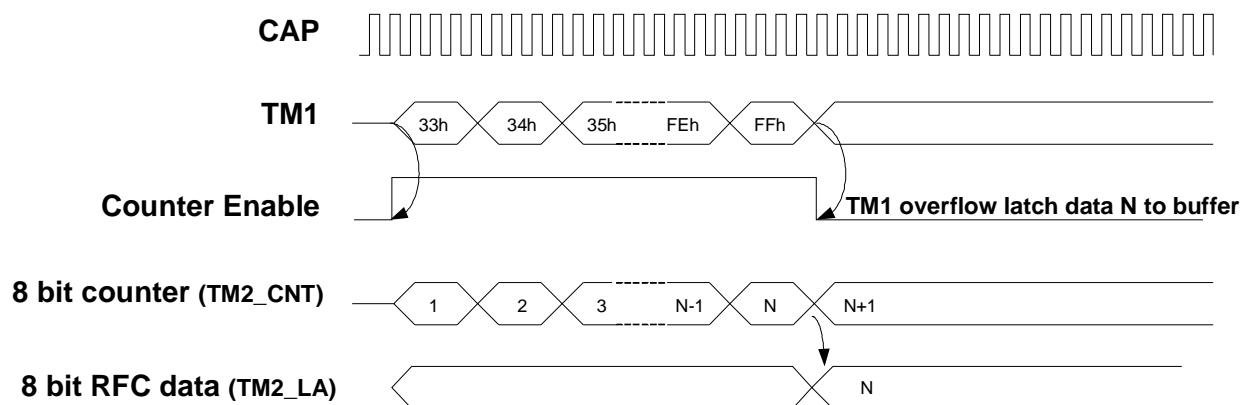 CAP
TM1 33h 34h 35h FEh FFh
Counter Enable TM1 overflow latch data N to buffer
8 bit counter (TM2_CNT) 1 2 3 N-1 N N+1
8 bit RFC data (TM2_LA) N